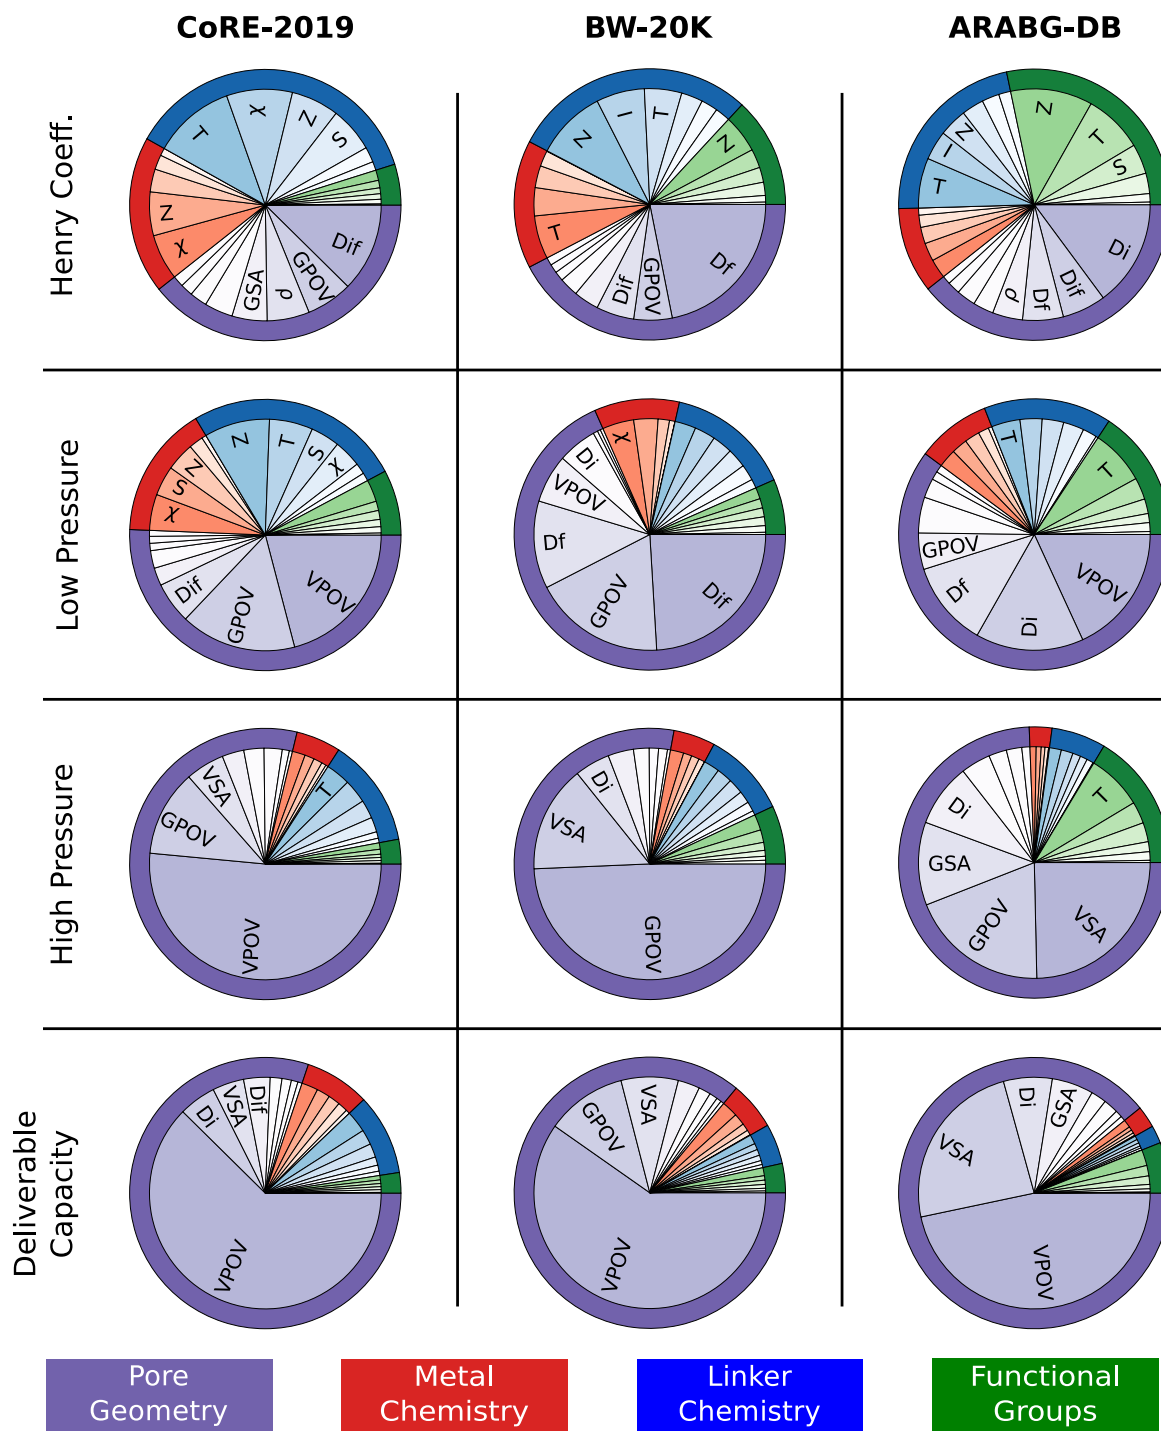 CoRE-2019 BW-20K ARABG-DB
Henry Coeff.
T χ Z S
Z χ
GSA ρ GPOV Dif
Z I T Z
T
Dif GPOV Df
T I Z
Z T S
ρ Df Dif Di
Low Pressure
Z T S χ
Z S χ
Dif GPOV VPOV
χ
Di VPOV Df GPOV Dif
T T
GPOV Df Di VPOV
High Pressure
VSA GPOV T
VPOV
Di VSA
GPOV
T
Di GSA GPOV VSA
Deliverable
Capacity
Di VSA Dif
VPOV
GPOV VSA
VPOV
VSA Di GSA
VPOV
Pore
Geometry
Metal
Chemistry
Linker
Chemistry
Functional
Groups